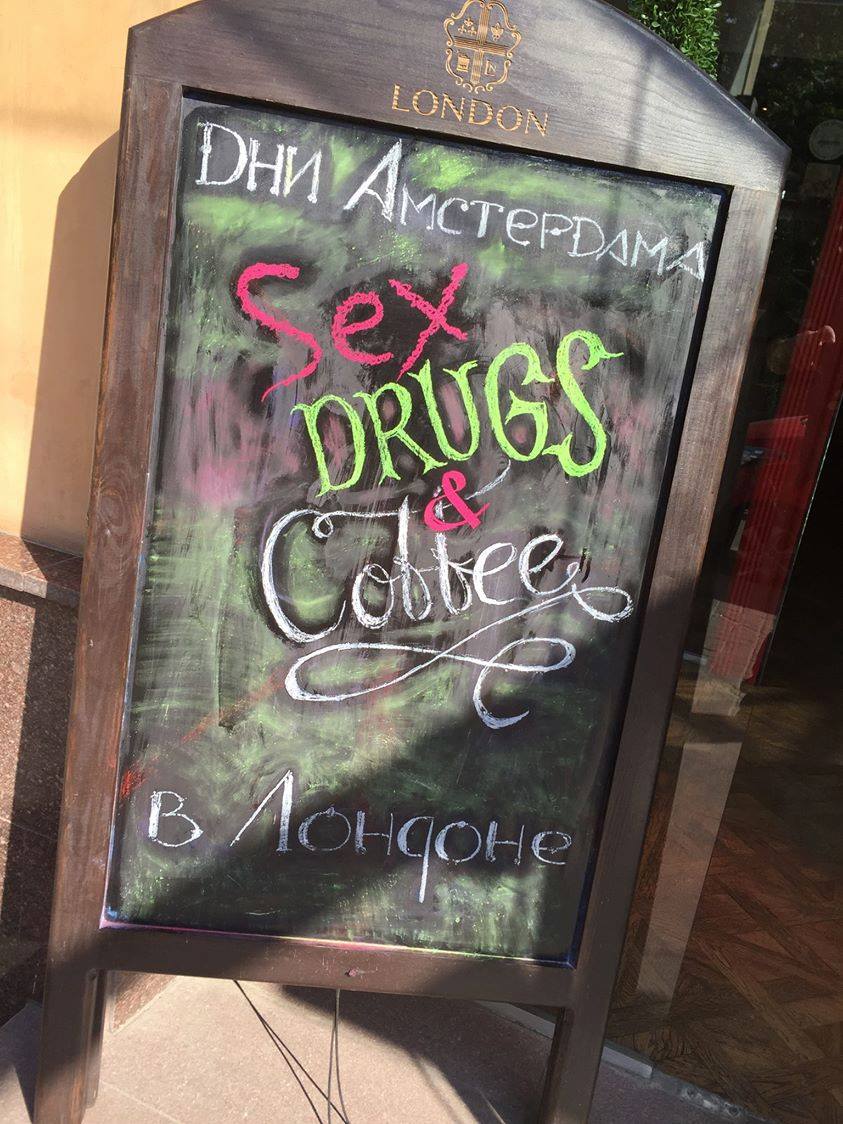 LONDON
Дни Амстердама
Sex
DRUGS
&
Coffee
в Лондоне